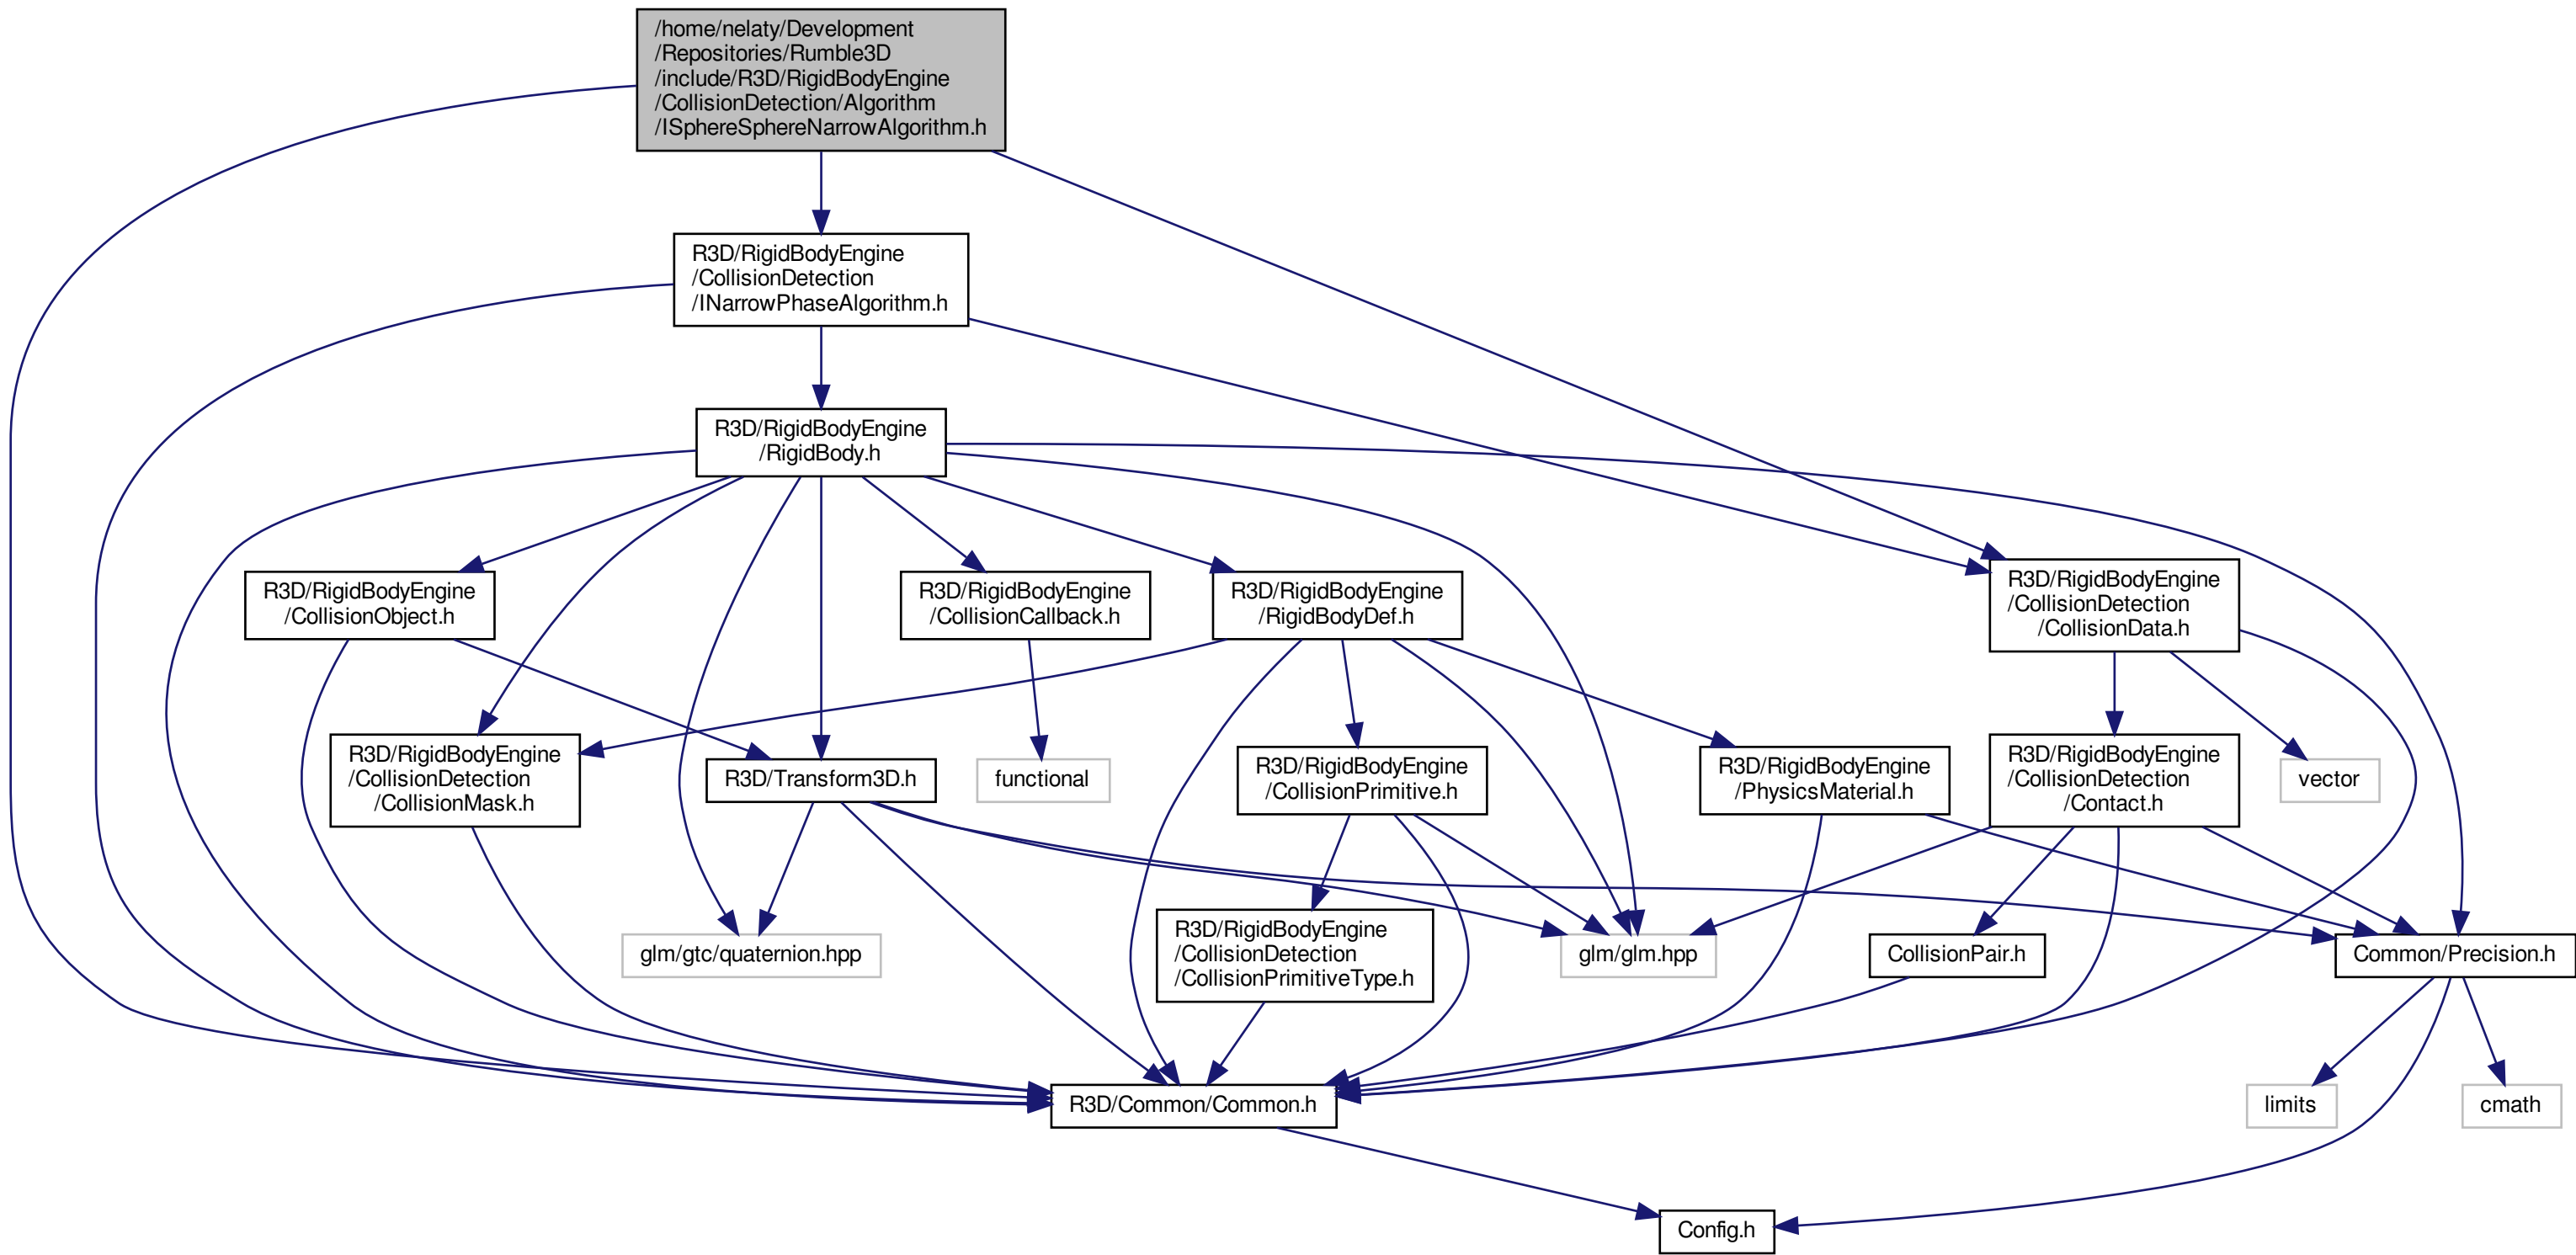 /home/nelaty/Development
/Repositories/Rumble3D
/include/R3D/RigidBodyEngine
/CollisionDetection/Algorithm
/ISphereSphereNarrowAlgorithm.h
R3D/RigidBodyEngine
/CollisionDetection
/INarrowPhaseAlgorithm.h
R3D/RigidBodyEngine
/RigidBody.h
R3D/RigidBodyEngine
/CollisionObject.h
R3D/RigidBodyEngine
/CollisionCallback.h
R3D/RigidBodyEngine
/RigidBodyDef.h
R3D/RigidBodyEngine
/CollisionDetection
/CollisionData.h
R3D/RigidBodyEngine
/CollisionDetection
/CollisionMask.h
R3D/Transform3D.h
functional
R3D/RigidBodyEngine
/CollisionPrimitive.h
R3D/RigidBodyEngine
/PhysicsMaterial.h
R3D/RigidBodyEngine
/CollisionDetection
/Contact.h
vector
glm/gtc/quaternion.hpp
R3D/RigidBodyEngine
/CollisionDetection
/CollisionPrimitiveType.h
glm/glm.hpp
CollisionPair.h
Common/Precision.h
R3D/Common/Common.h
limits
cmath
Config.h